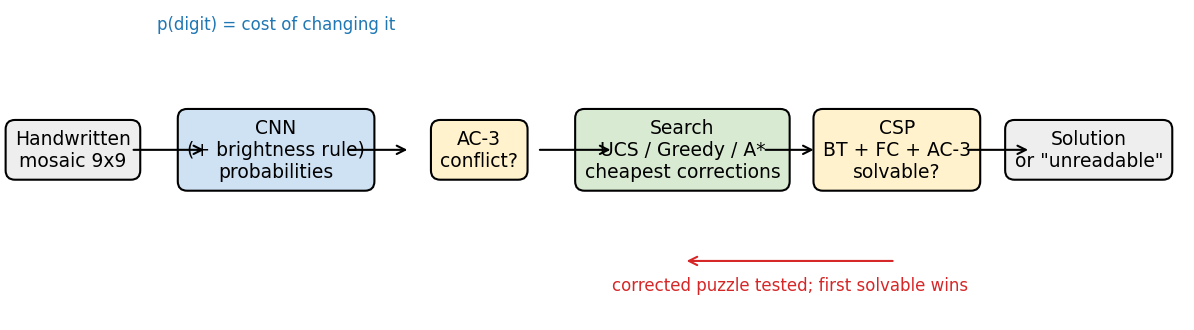 p(digit) = cost of changing it
Handwritten
mosaic 9x9
CNN
(+ brightness rule)
probabilities
AC-3
conflict?
Search
UCS / Greedy / A*
cheapest corrections
CSP
BT + FC + AC-3
solvable?
Solution
or "unreadable"
corrected puzzle tested; first solvable wins